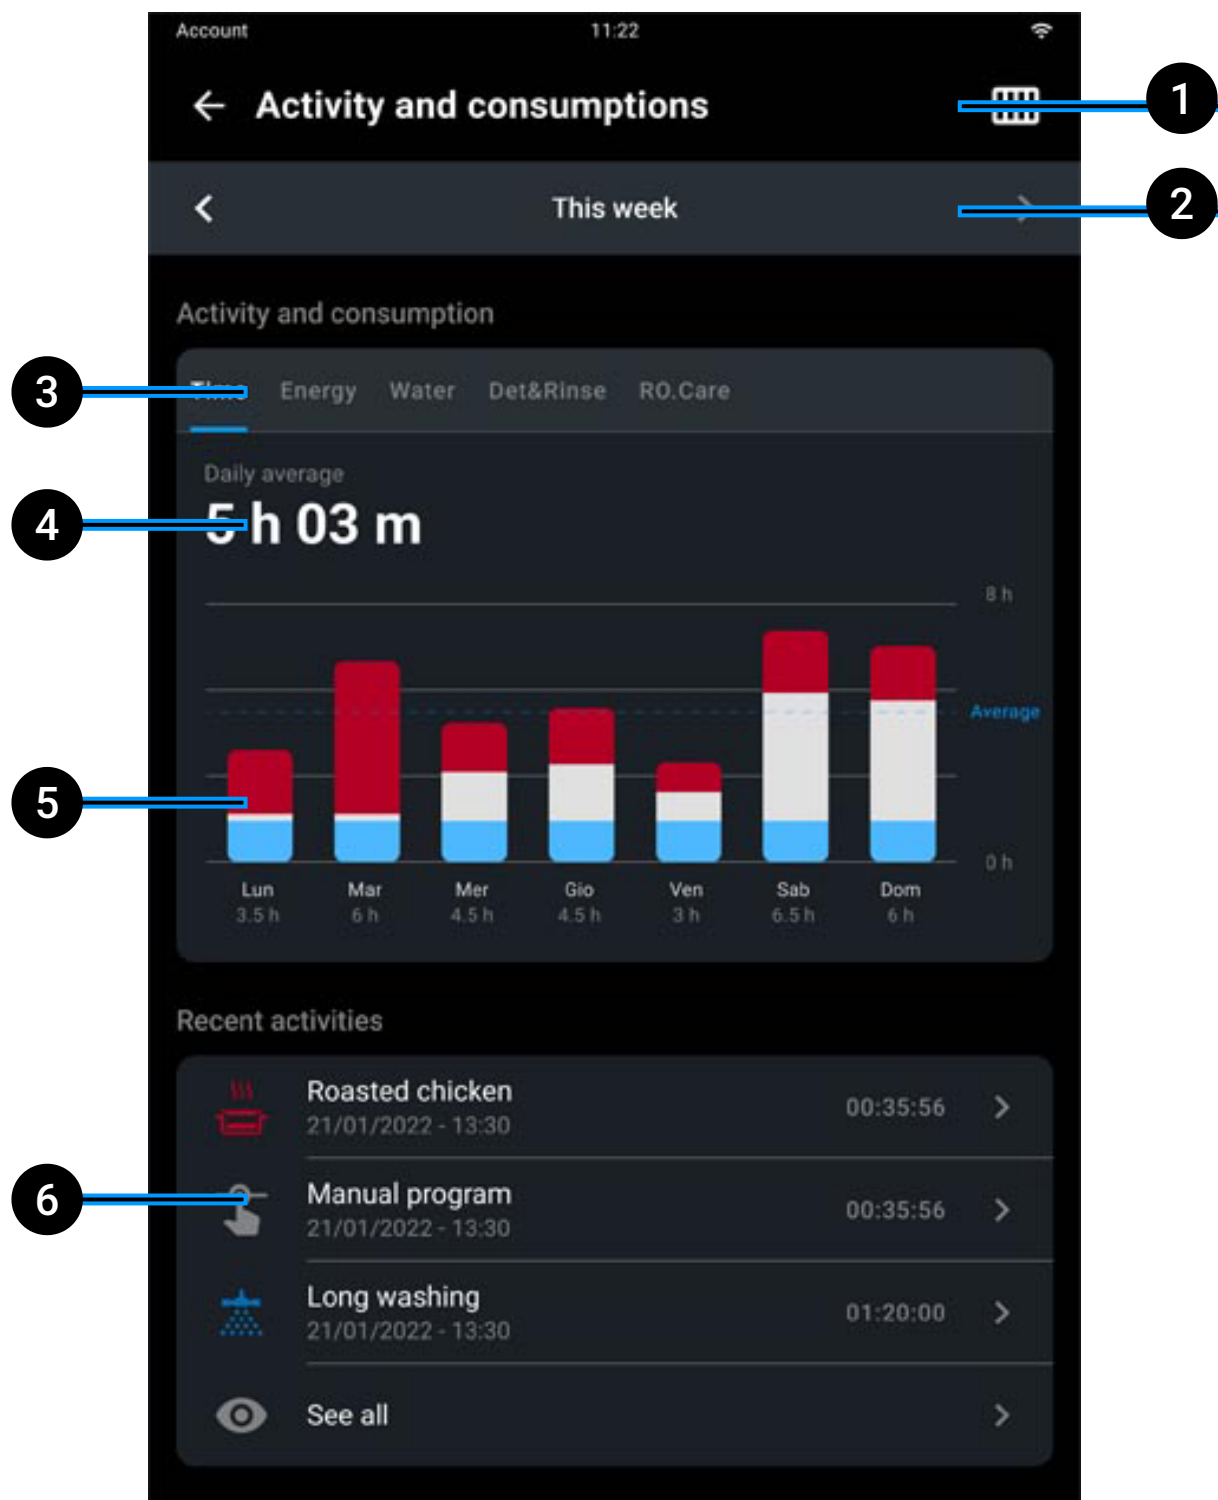 Account 11:22
Activity and consumptions
1
This week
2
Activity and consumption
3
Time Energy Water Det&Rinse RO.Care
Daily average
4
5 h 03 m
8 h
Average
5
0 h
Lun Mar Mer Gio Ven Sab Dom
3.5 h 6 h 4.5 h 4.5 h 3 h 6.5 h 6 h
Recent activities
Roasted chicken
21/01/2022 - 13:30
00:35:56
6
Manual program
21/01/2022 - 13:30
00:35:56
Long washing
21/01/2022 - 13:30
01:20:00
See all